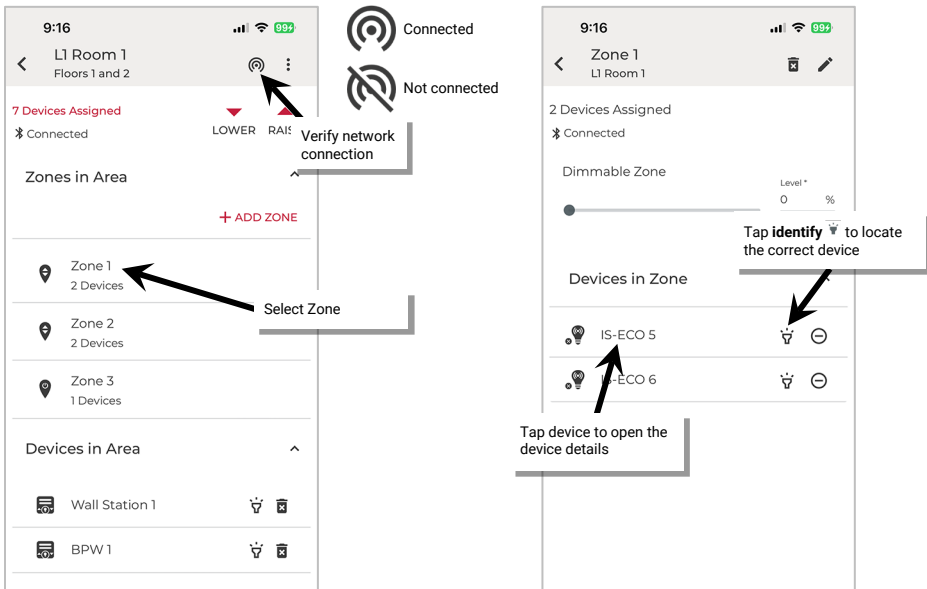 9:16
99
L1 Room 1
Floors 1 and 2
7 Devices Assigned
Connected
LOWER
Zones in Area
+ ADD ZONE
Zone 1
2 Devices
Zone 2
2 Devices
Zone 3
1 Devices
Devices in Area
Wall Station 1
BPW 1
Connected
Not connected
Verify network
connection
Select Zone
9:16
99
Zone 1
L1 Room 1
2 Devices Assigned
Connected
Dimmable Zone
Level *
0 %
Tap identify to locate
the correct device
Devices in Zone
IS-ECO 5
IS-ECO 6
Tap device to open the
device details